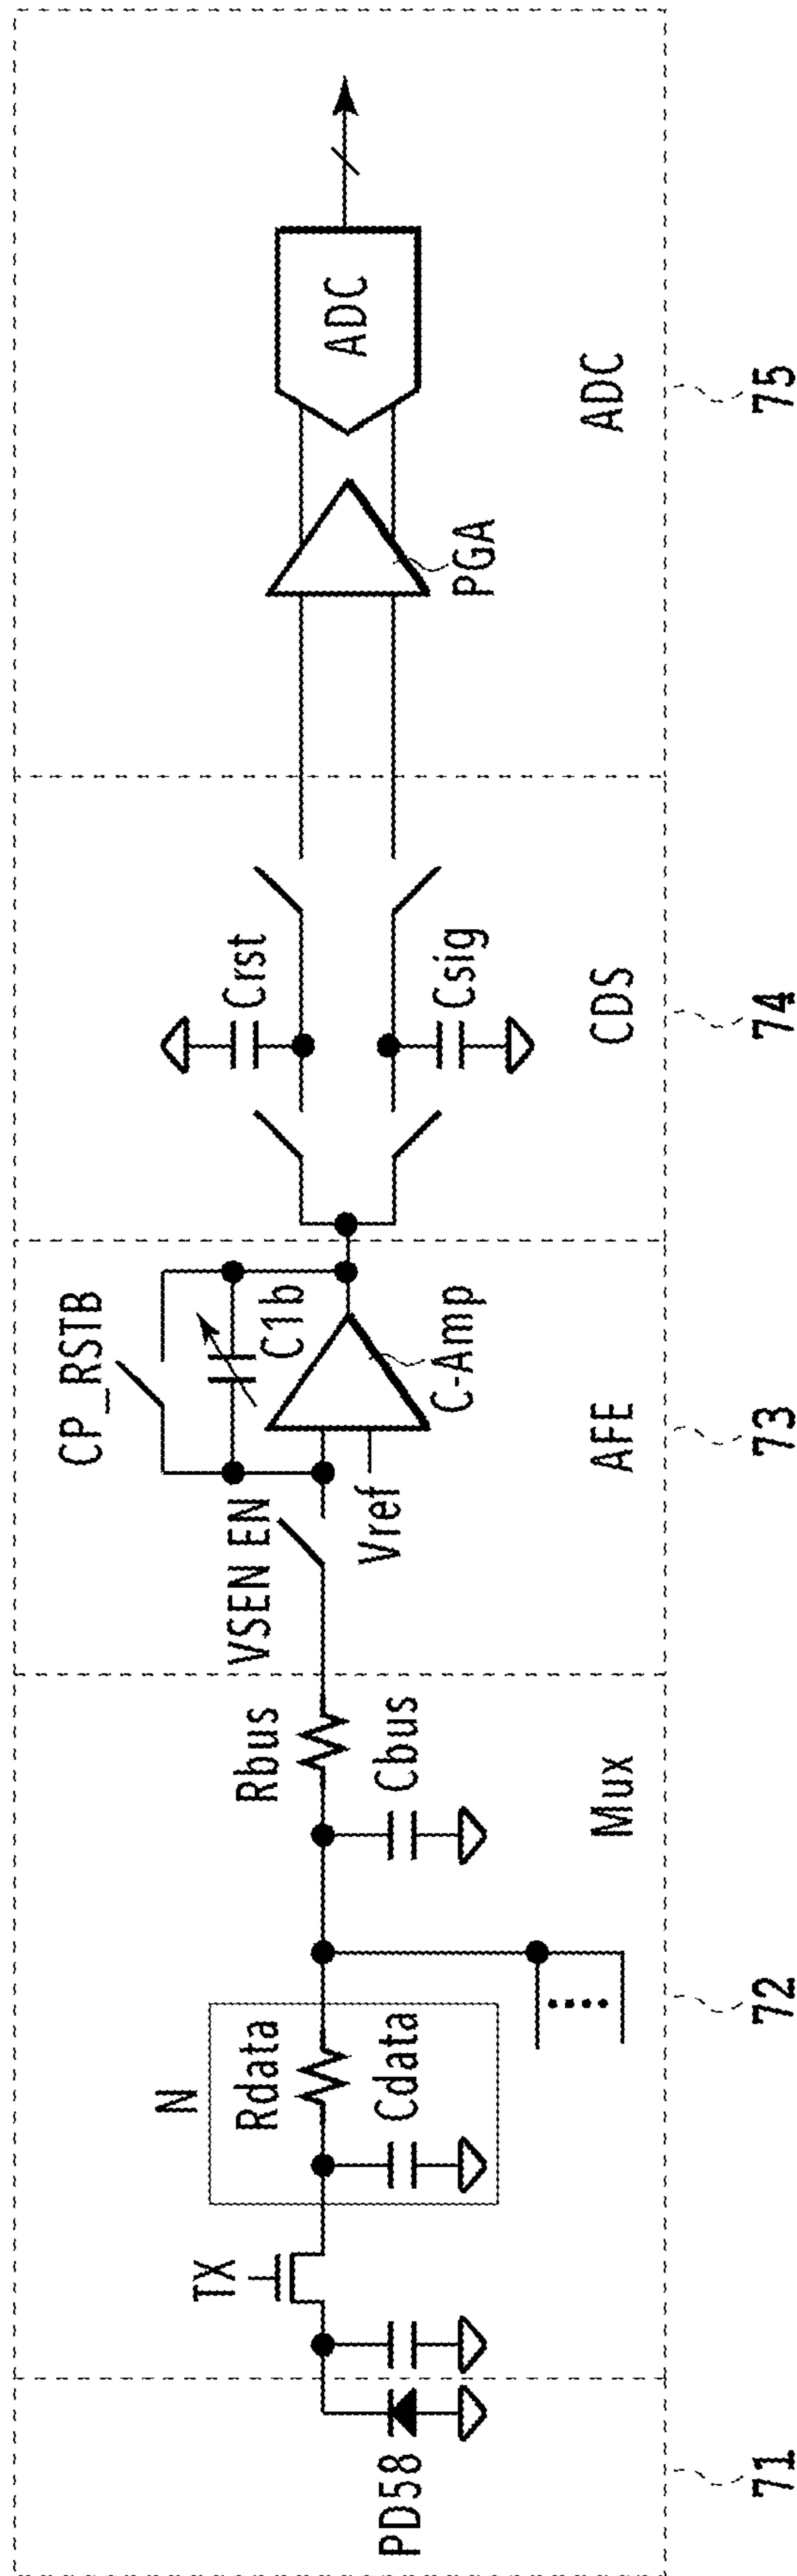 PD58
71
TX
N
Rdata
Cdata
Rbus
Cbus
Mux
72
VSEN EN
Vref
CP_RSTB
C1b
C-Amp
AFE
73
Crst
Csig
CDS
74
PGA
ADC
ADC
75